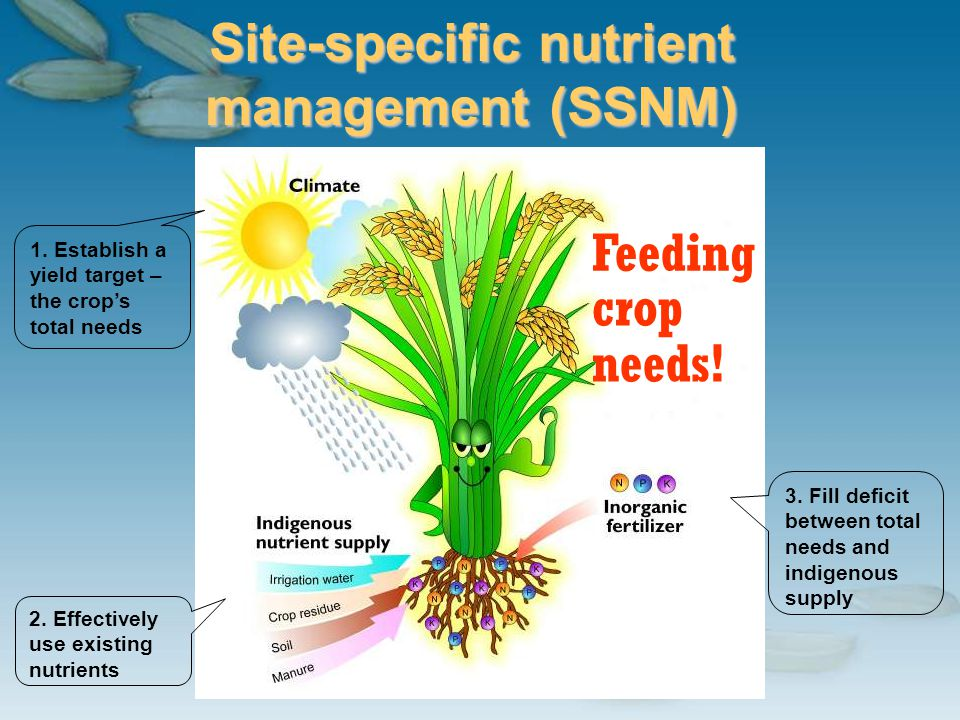 Site-specific nutrient
management (SSNM)
Climate
1. Establish a
yield target –
the crop's
total needs
Feeding
crop
needs!
N P K
Inorganic
fertilizer
3. Fill deficit
between total
needs and
indigenous
supply
Indigenous
nutrient supply
Irrigation water
Crop residue
Soil
Manure
P N P K
K P K N P
N P K N
P K N
2. Effectively
use existing
nutrients